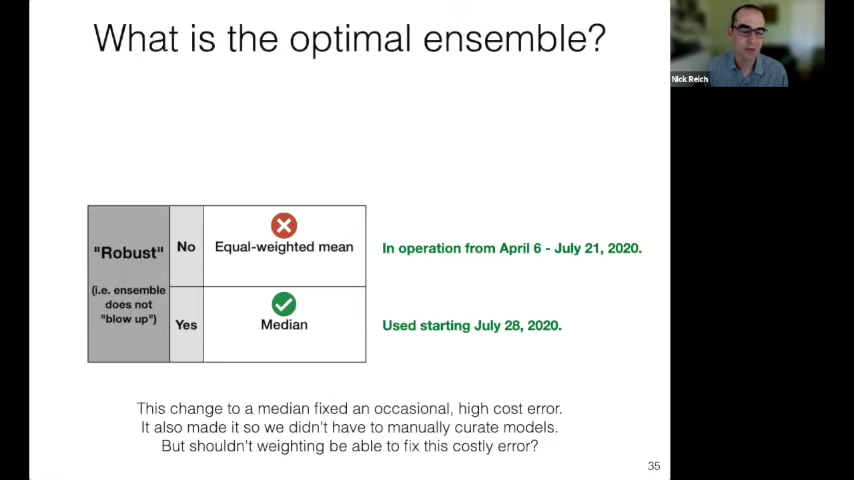 What is the optimal ensemble?
Nick Reich
"Robust"
(i.e. ensemble
does not
"blow up")
No
Equal-weighted mean
In operation from April 6 - July 21, 2020.
Yes
Median
Used starting July 28, 2020.
This change to a median fixed an occasional, high cost error.
It also made it so we didn't have to manually curate models.
But shouldn't weighting be able to fix this costly error?
35